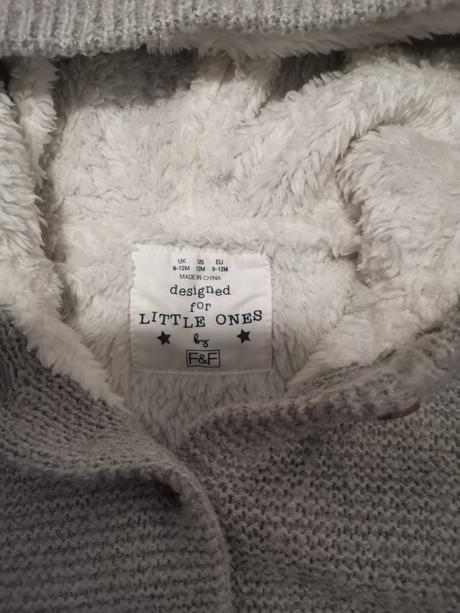 UK US EU
9-12M 12M 9-12M
MADE IN CHINA
designed
for
LITTLE ONES
by
F&F